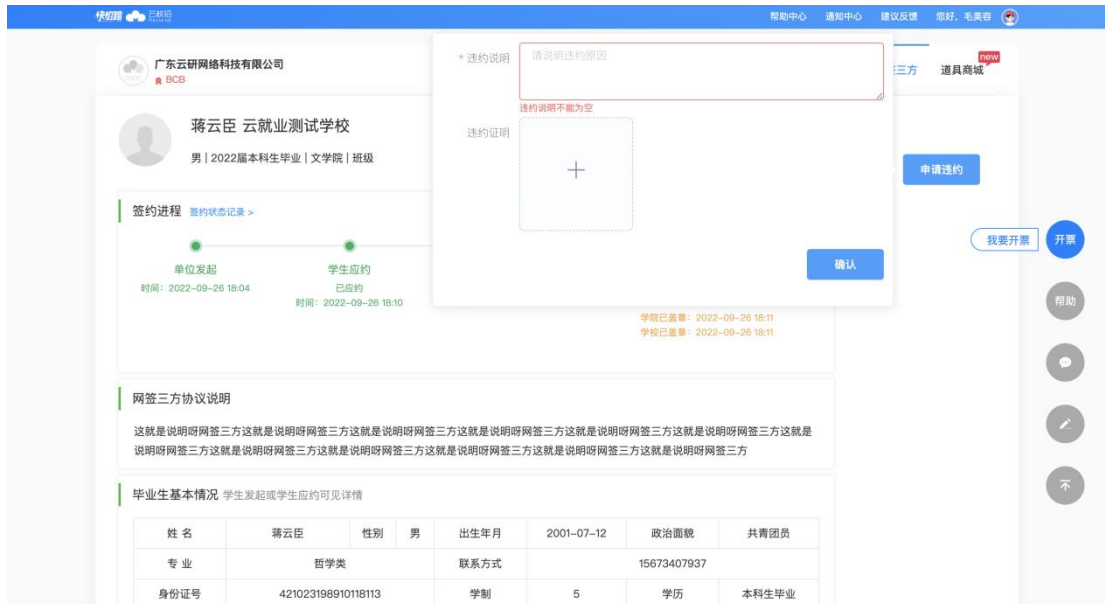 快招聘 云校招 帮助中心 通知中心 建议反馈 您好，毛美容
广东云研网络科技有限公司
BCB
三方 道具商城 new
* 违约说明 请说明违约原因
违约说明不能为空
违约证明
确认
蒋云臣 云就业测试学校
男 | 2022届本科生毕业 | 文学院 | 班级
申请违约
签约进程 签约状态记录 >
我要开票 开票
单位发起 学生应约
时间：2022-09-26 18:04 已应约
时间：2022-09-26 18:10
学院已盖章：2022-09-26 18:11
学校已盖章：2022-09-26 18:11
帮助
网签三方协议说明
这就是说明呀网签三方这就是说明呀网签三方这就是说明呀网签三方这就是说明呀网签三方这就是说明呀网签三方这就是说明呀网签三方这就是
说明呀网签三方这就是说明呀网签三方这就是说明呀网签三方这就是说明呀网签三方这就是说明呀网签三方这就是说明呀网签三方
毕业生基本情况 学生发起或学生应约可见详情
姓 名 蒋云臣 性别 男 出生年月 2001-07-12 政治面貌 共青团员
专 业 哲学类 联系方式 15673407937
身份证号 421023198910118113 学制 5 学历 本科生毕业